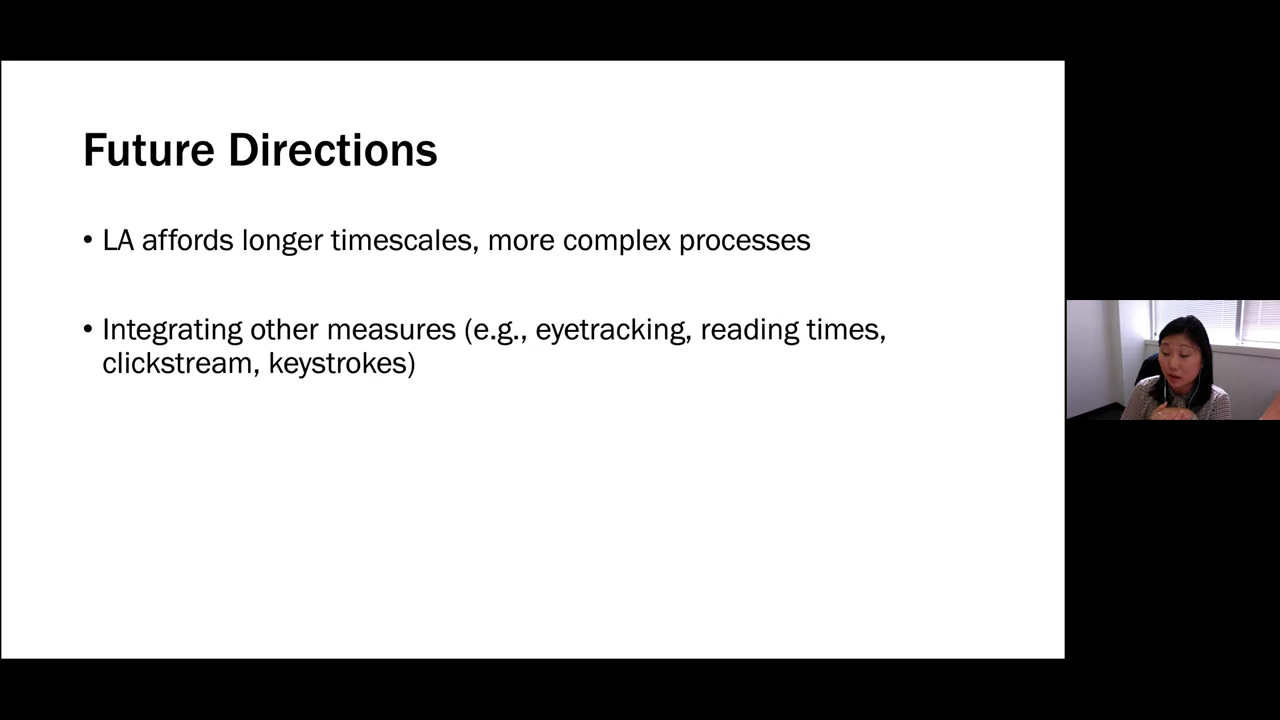 Future Directions
• LA affords longer timescales, more complex processes
• Integrating other measures (e.g., eyetracking, reading times,
clickstream, keystrokes)